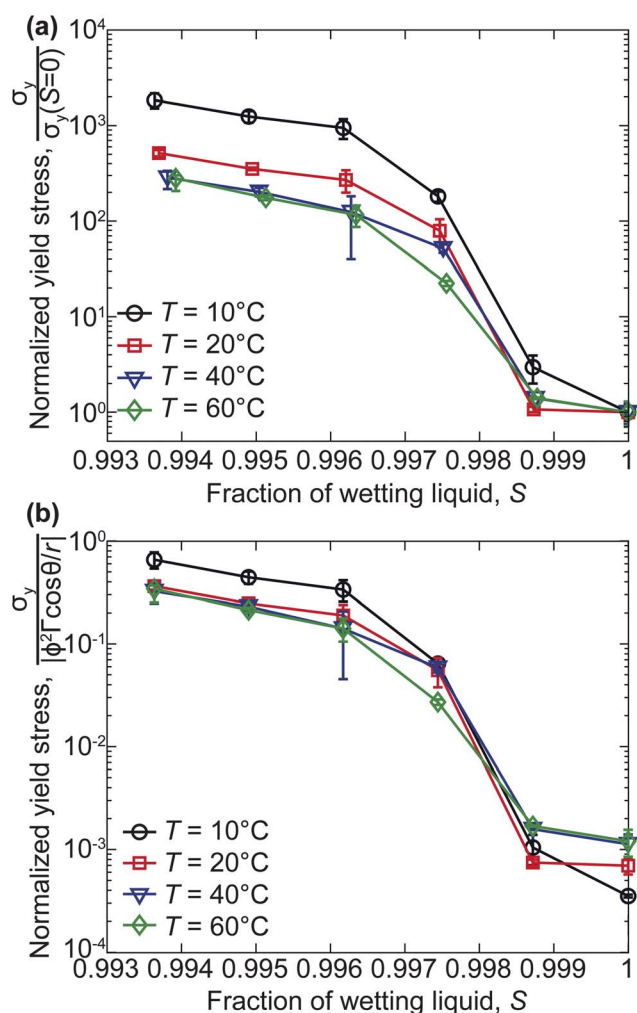 (a)
Normalized yield stress, σy / σy(S=0)
10⁴
10³
10²
10¹
10⁰
T = 10°C
T = 20°C
T = 40°C
T = 60°C
0.993 0.994 0.995 0.996 0.997 0.998 0.999 1
Fraction of wetting liquid, S
(b)
Normalized yield stress, σy / |ϕ²Γcosθ/r|
10⁰
10⁻¹
10⁻²
10⁻³
10⁻⁴
T = 10°C
T = 20°C
T = 40°C
T = 60°C
0.993 0.994 0.995 0.996 0.997 0.998 0.999 1
Fraction of wetting liquid, S